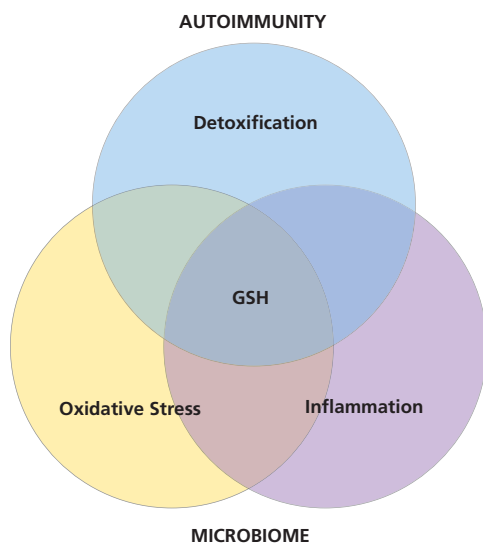 AUTOIMMUNITY
Detoxification
GSH
Oxidative Stress
Inflammation
MICROBIOME